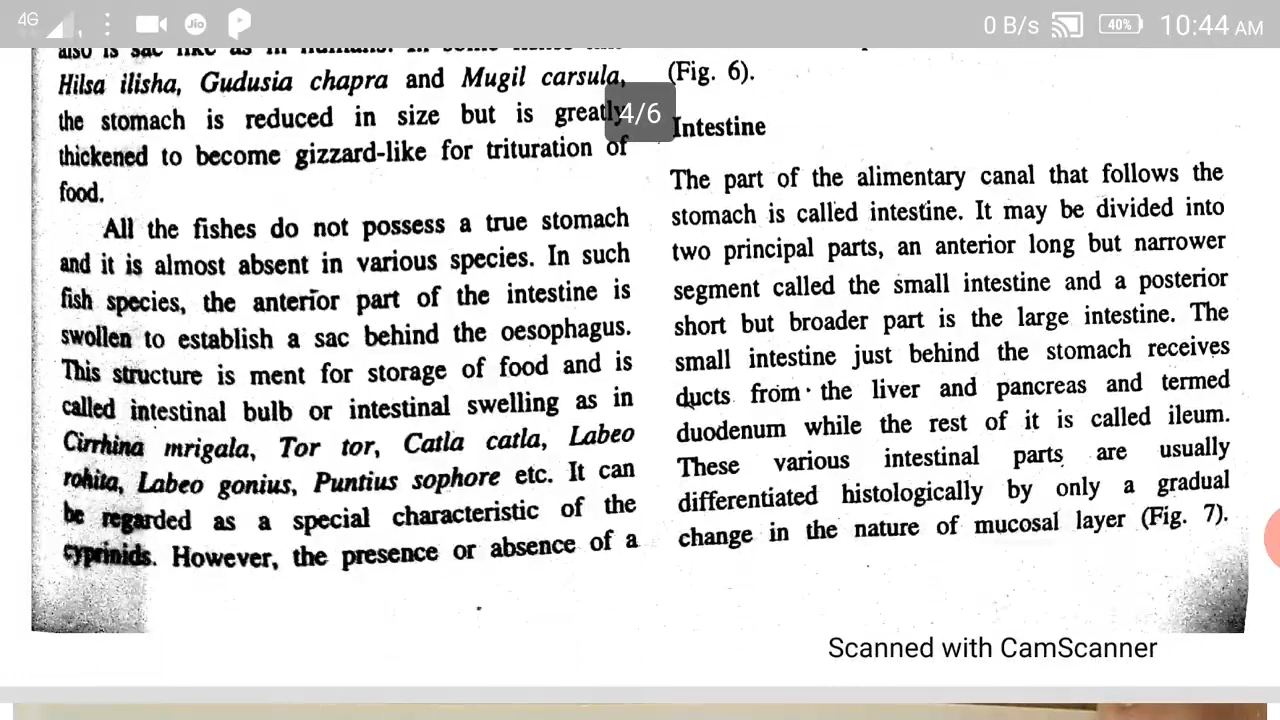 4G
Jio
0 B/s
40%
10:44 AM
also is sac like as in humans. In some
Hilsa ilisha, Gudusia chapra and Mugil carsula,
the stomach is reduced in size but is greatly
thickened to become gizzard-like for trituration of
food.
All the fishes do not possess a true stomach
and it is almost absent in various species. In such
fish species, the anterior part of the intestine is
swollen to establish a sac behind the oesophagus.
This structure is ment for storage of food and is
called intestinal bulb or intestinal swelling as in
Cirrhina mrigala, Tor tor, Catla catla, Labeo
rohita, Labeo gonius, Puntius sophore etc. It can
be regarded as a special characteristic of the
cyprinids. However, the presence or absence of a
4/6
(Fig. 6).
Intestine
The part of the alimentary canal that follows the
stomach is called intestine. It may be divided into
two principal parts, an anterior long but narrower
segment called the small intestine and a posterior
short but broader part is the large intestine. The
small intestine just behind the stomach receives
ducts from the liver and pancreas and termed
duodenum while the rest of it is called ileum.
These various intestinal parts are usually
differentiated histologically by only a gradual
change in the nature of mucosal layer (Fig. 7).
Scanned with CamScanner